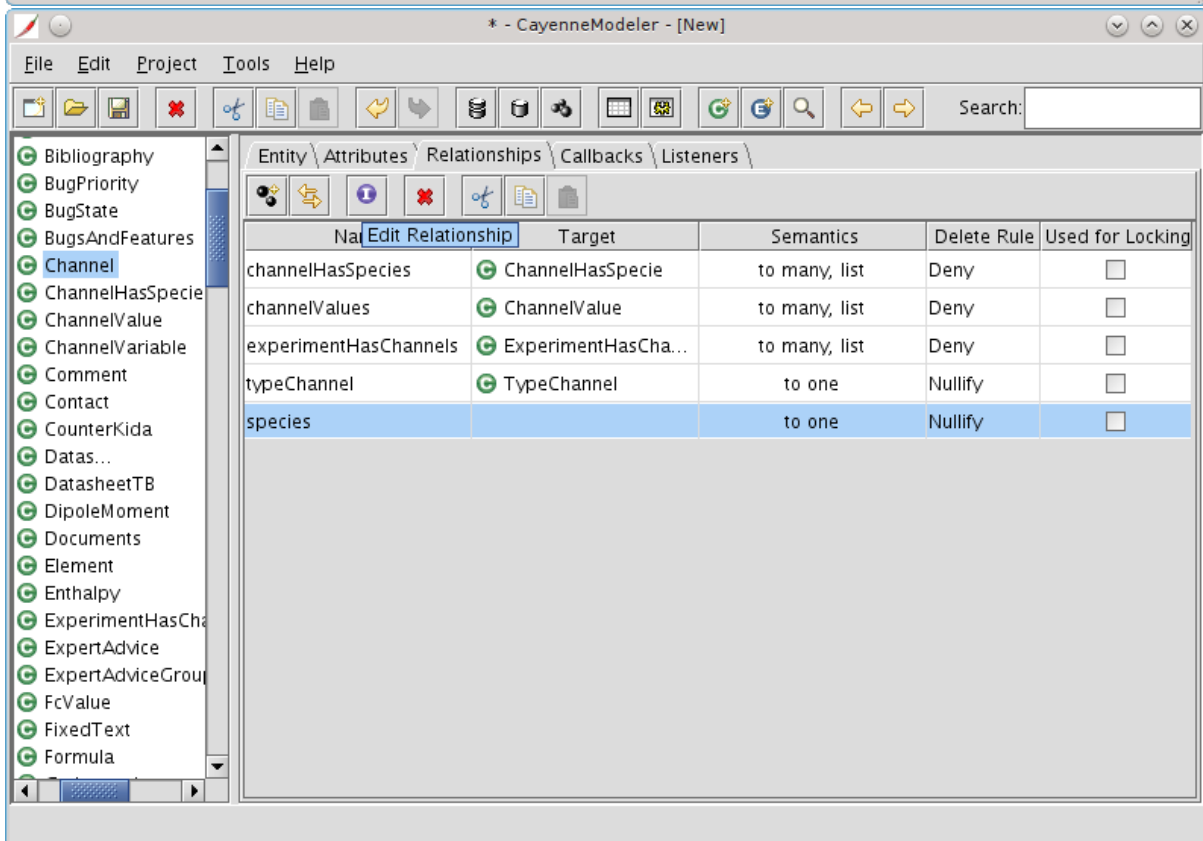 * - CayenneModeler - [New]
File Edit Project Tools Help
Search:
Bibliography
BugPriority
BugState
BugsAndFeatures
Channel
ChannelHasSpecie
ChannelValue
ChannelVariable
Comment
Contact
CounterKida
Datas...
DatasheetTB
DipoleMoment
Documents
Element
Enthalpy
ExperimentHasCha
ExpertAdvice
ExpertAdviceGroup
FcValue
FixedText
Formula
Entity Attributes Relationships Callbacks Listeners
Edit Relationship Target Semantics Delete Rule Used for Locking
channelHasSpecies ChannelHasSpecie to many, list Deny
channelValues ChannelValue to many, list Deny
experimentHasChannels ExperimentHasCha... to many, list Deny
typeChannel TypeChannel to one Nullify
species to one Nullify